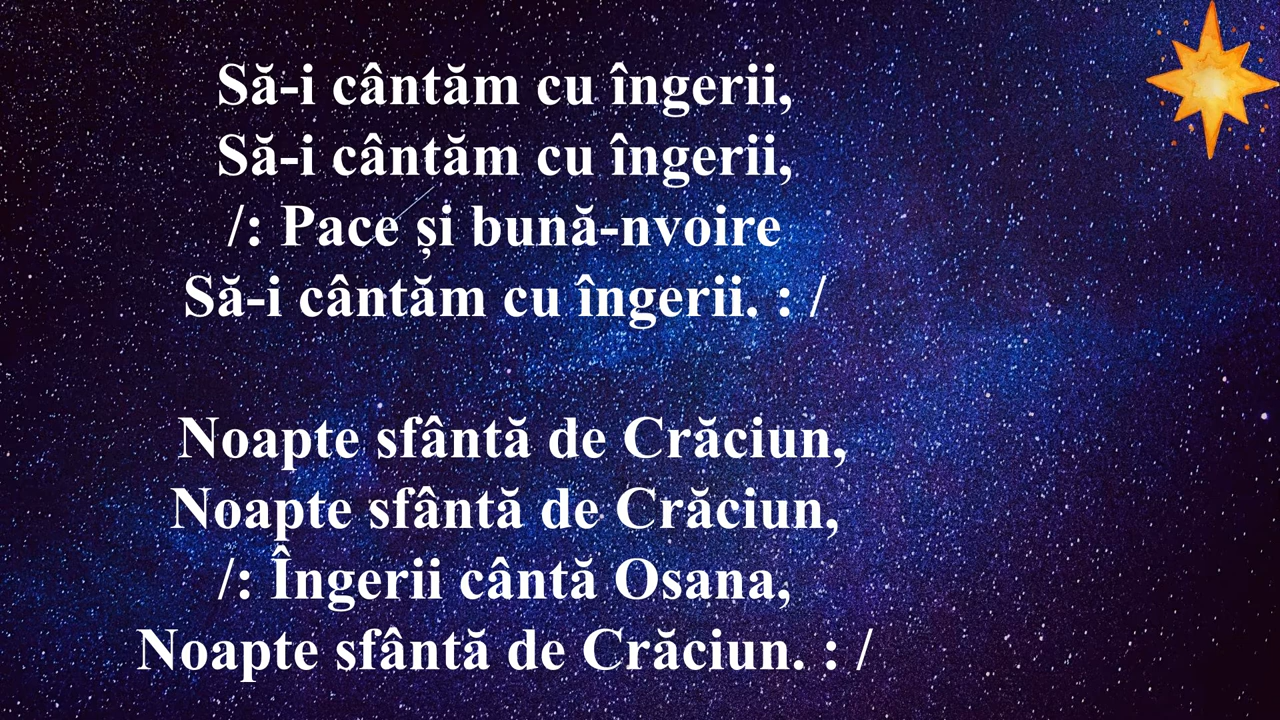 Să-i cântăm cu îngerii,
Să-i cântăm cu îngerii,
/: Pace și bună-nvoire
Să-i cântăm cu îngerii. : /
Noapte sfântă de Crăciun,
Noapte sfântă de Crăciun,
/: Îngerii cântă Osana,
Noapte sfântă de Crăciun. : /